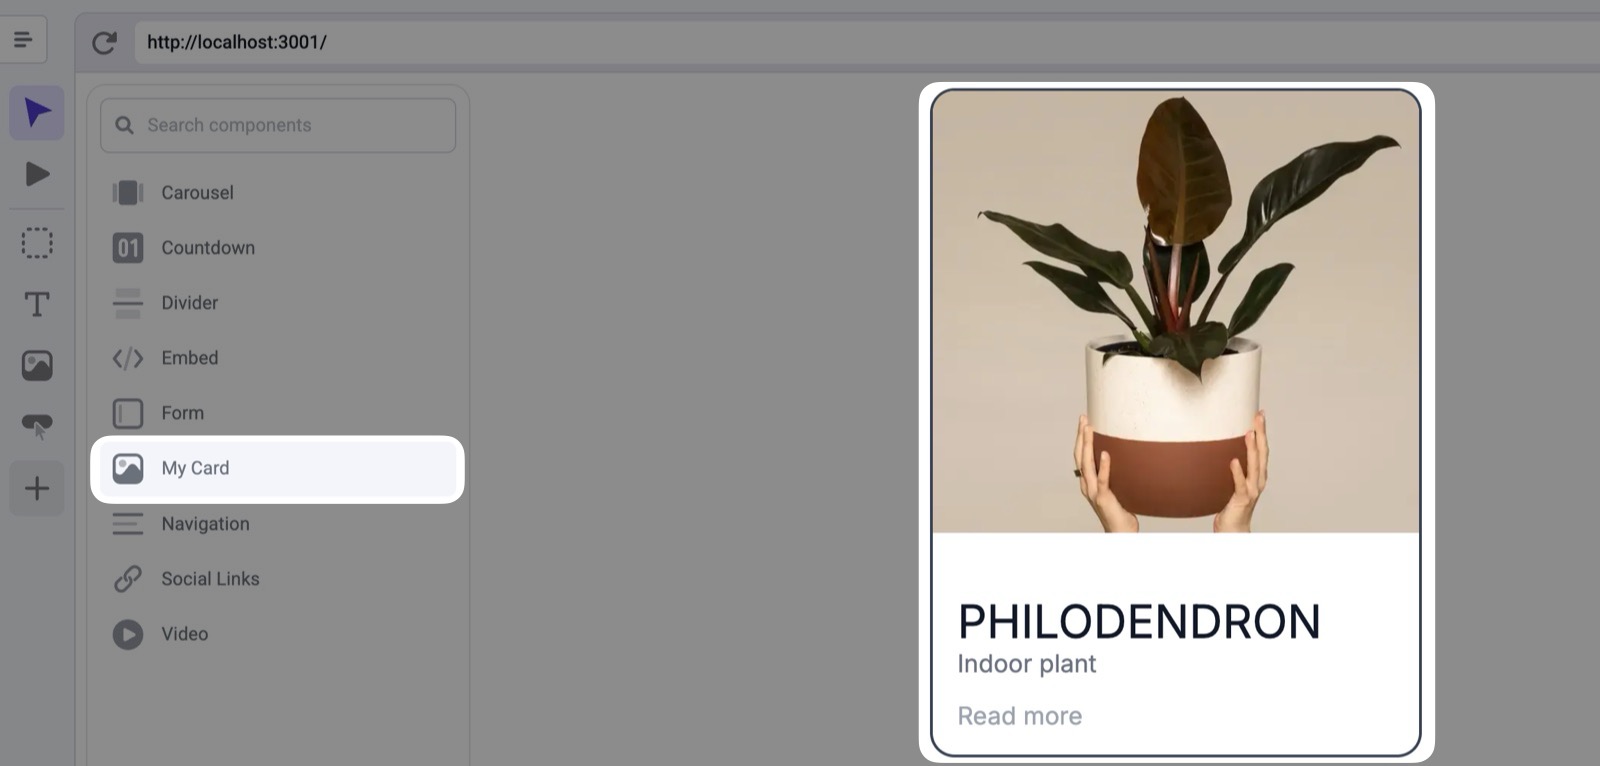 http://localhost:3001/
Search components
Carousel
01
Countdown
Divider
Embed
Form
My Card
Navigation
Social Links
Video
T
PHILODENDRON
Indoor plant
Read more